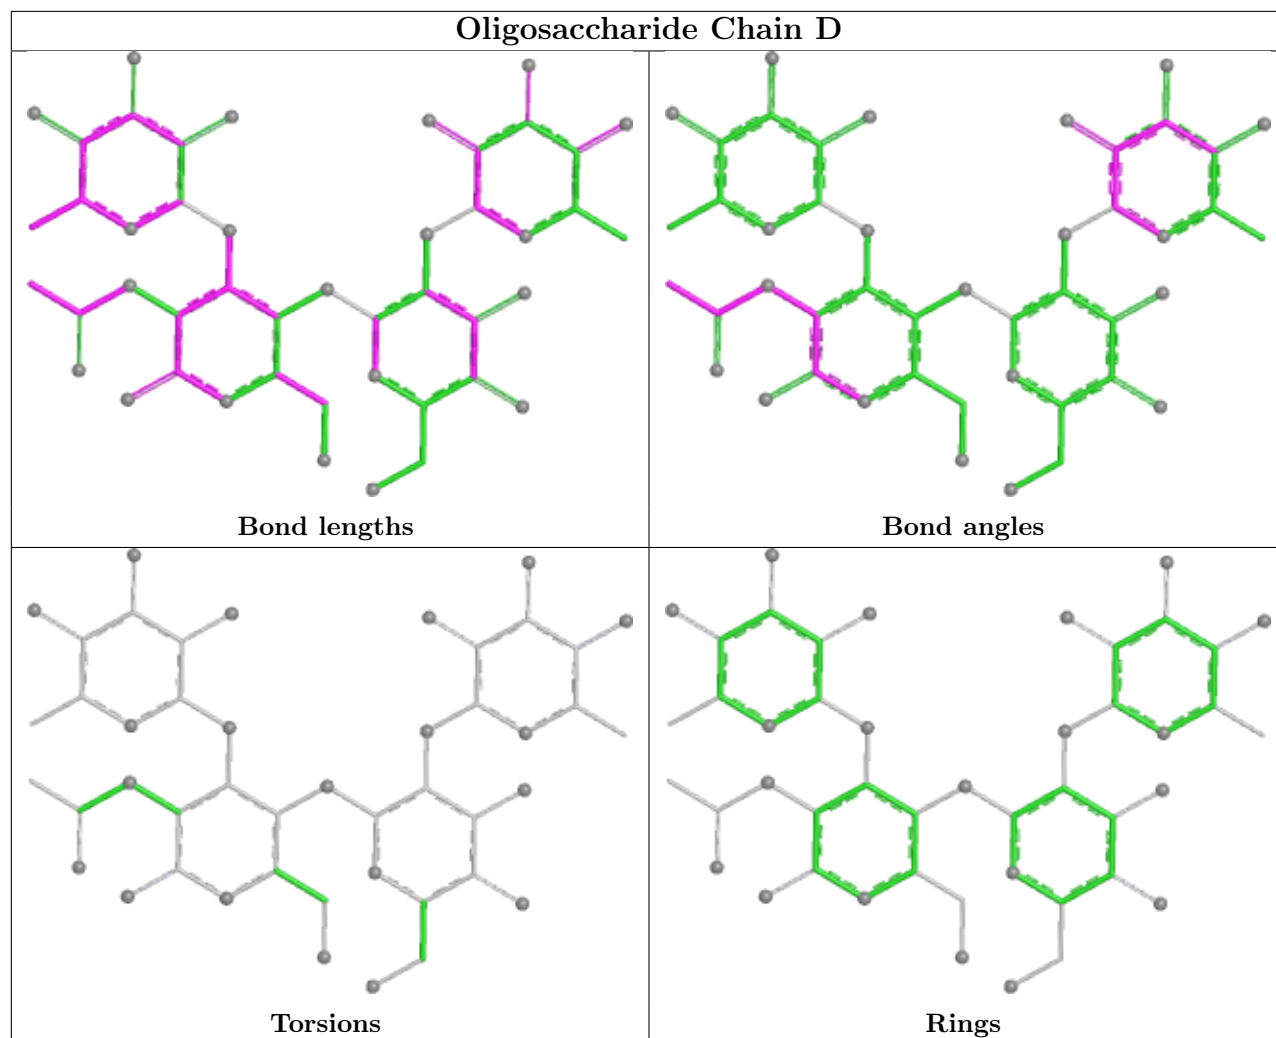 Oligosaccharide Chain D
Bond lengths
Bond angles
Torsions
Rings